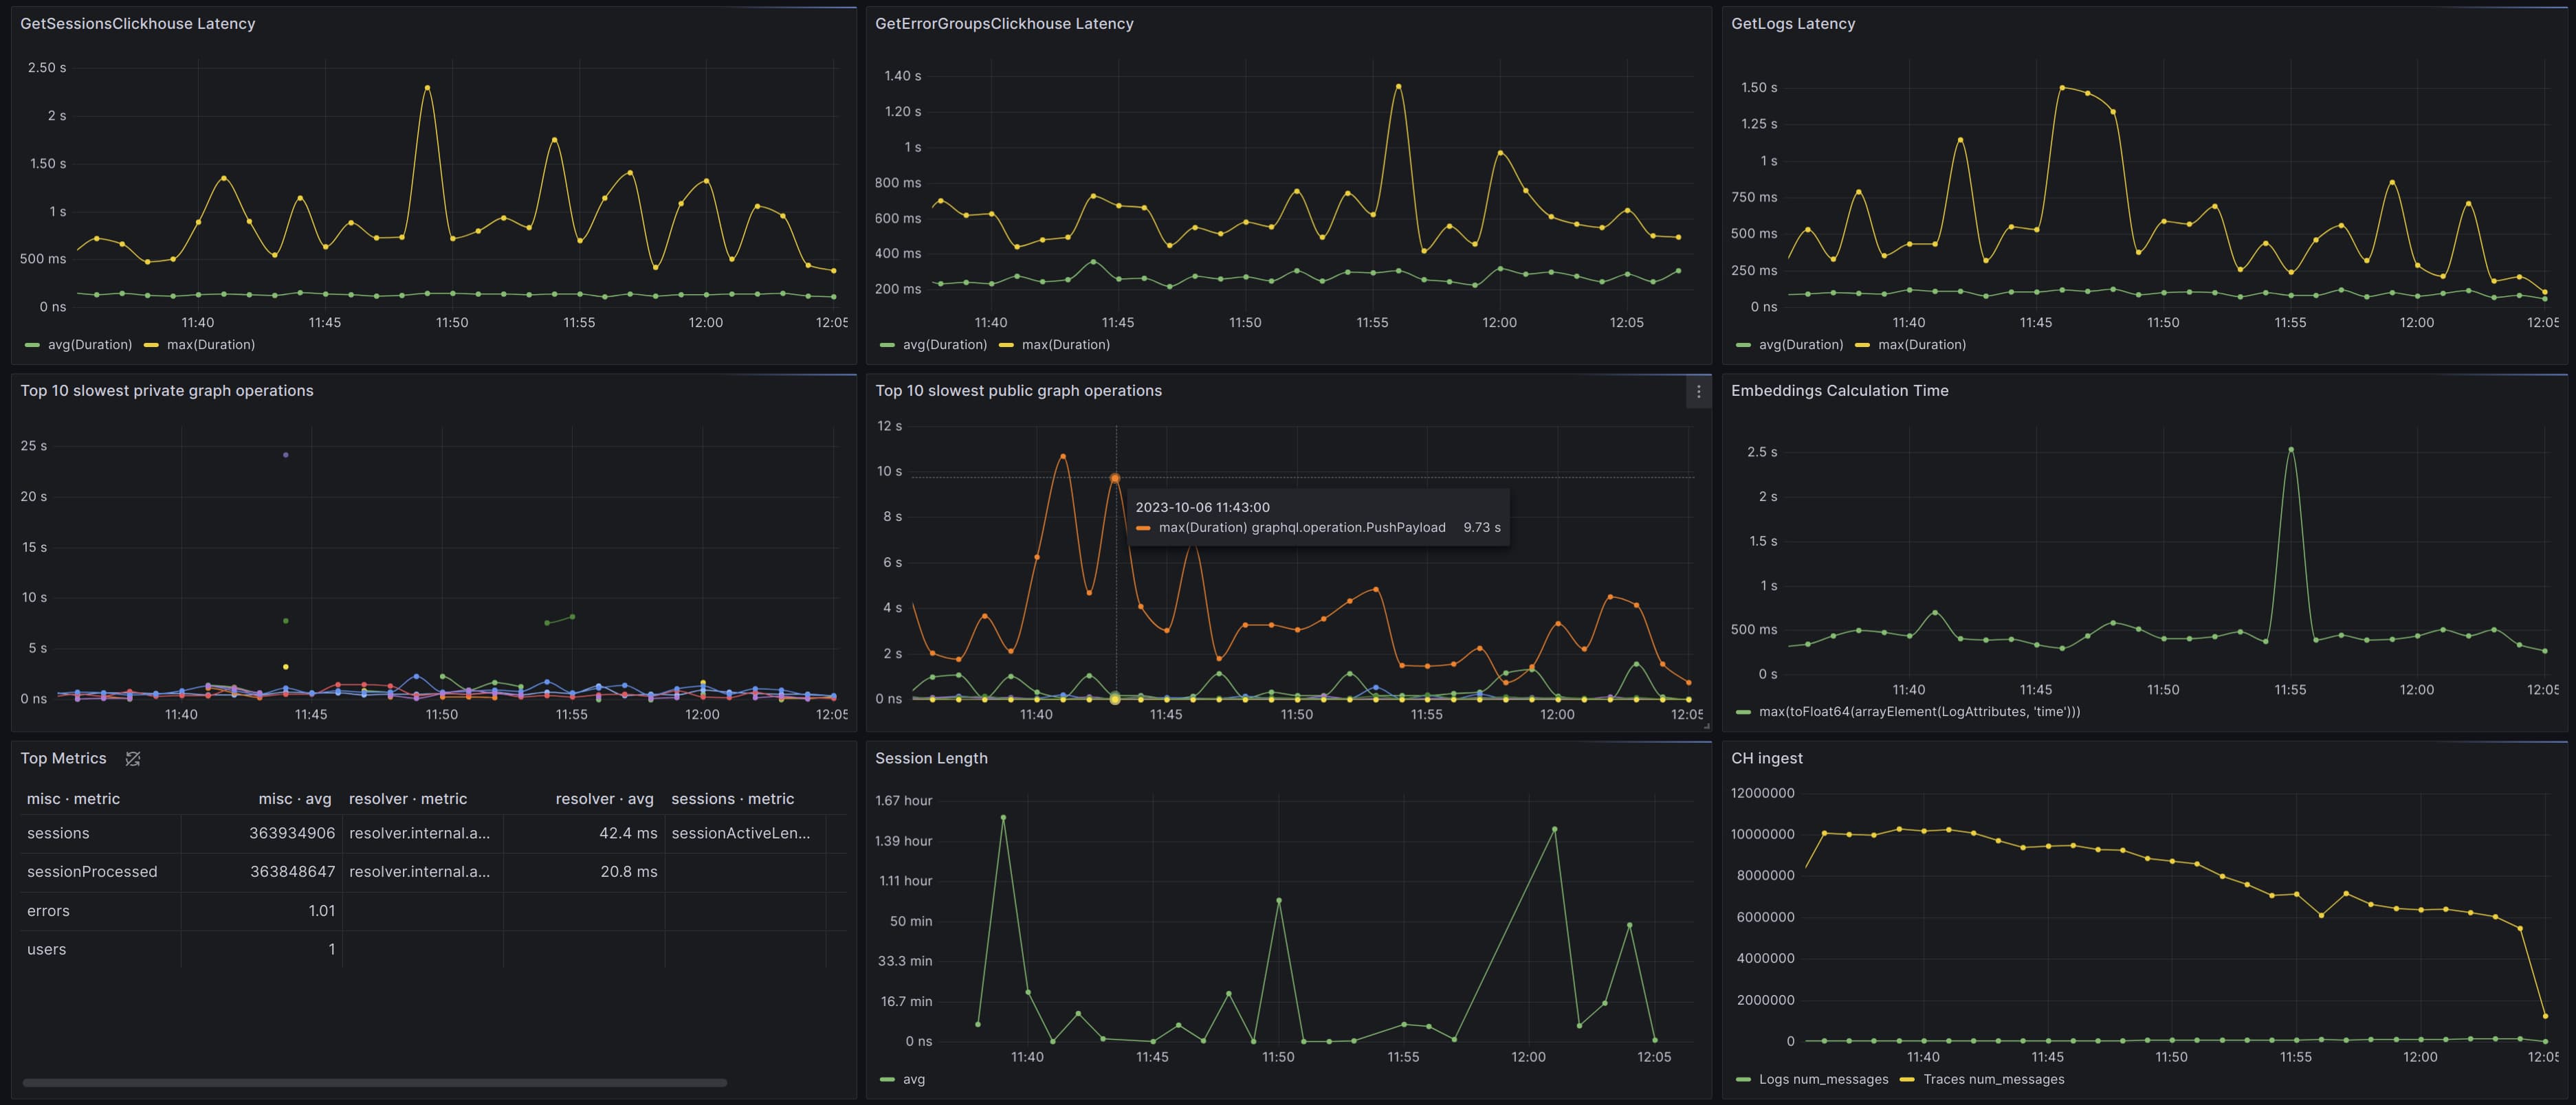 GetSessionsClickhouse Latency
2.50 s
2 s
1.50 s
1 s
500 ms
0 ns
11:40 11:45 11:50 11:55 12:00 12:05
avg(Duration) max(Duration)
GetErrorGroupsClickhouse Latency
1.40 s
1.20 s
1 s
800 ms
600 ms
400 ms
200 ms
11:40 11:45 11:50 11:55 12:00 12:05
avg(Duration) max(Duration)
GetLogs Latency
1.50 s
1.25 s
1 s
750 ms
500 ms
250 ms
0 ns
11:40 11:45 11:50 11:55 12:00 12:05
avg(Duration) max(Duration)
Top 10 slowest private graph operations
25 s
20 s
15 s
10 s
5 s
0 ns
11:40 11:45 11:50 11:55 12:00 12:05
Top 10 slowest public graph operations
12 s
10 s
8 s
6 s
4 s
2 s
0 ns
2023-10-06 11:43:00
max(Duration) graphql.operation.PushPayload 9.73 s
11:40 11:45 11:50 11:55 12:00 12:05
Embeddings Calculation Time
2.5 s
2 s
1.5 s
1 s
500 ms
0 s
11:40 11:45 11:50 11:55 12:00 12:05
max(toFloat64(arrayElement(LogAttributes, 'time')))
Top Metrics
misc · metric misc · avg resolver · metric resolver · avg sessions · metric
sessions 363934906 resolver.internal.a... 42.4 ms sessionActiveLen...
sessionProcessed 363848647 resolver.internal.a... 20.8 ms
errors 1.01
users 1
Session Length
1.67 hour
1.39 hour
1.11 hour
50 min
33.3 min
16.7 min
0 ns
11:40 11:45 11:50 11:55 12:00 12:05
avg
CH ingest
12000000
10000000
8000000
6000000
4000000
2000000
0
11:40 11:45 11:50 11:55 12:00 12:05
Logs num_messages Traces num_messages